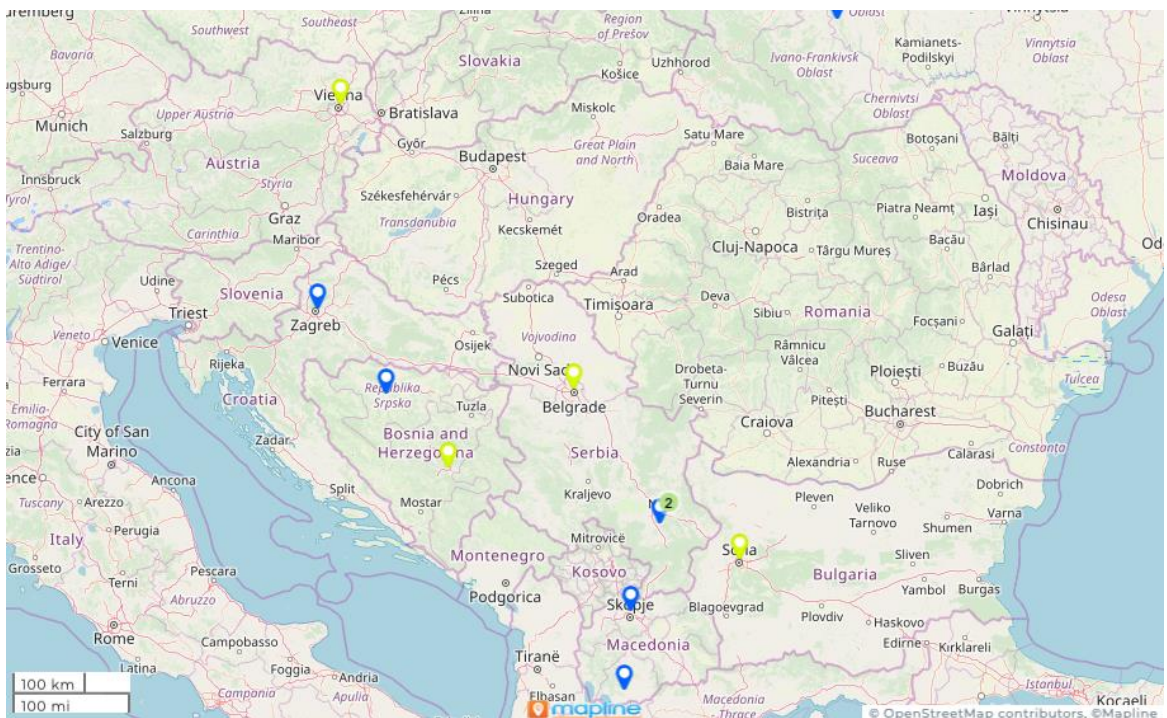 Southwest
Southeast
Žilina
Region
of Prešov
Oblast
Vinnytsia
Bavaria
Slovakia
Košice
Uzhhorod
Ivano-Frankivsk
Oblast
Kamianets-
Podilskyi
Vinnytsia
Oblast
Munich
Salzburg
Upper Austria
Bratislava
Miskolc
Chernivtsi
Oblast
Győr
Budapest
Great Plain
and North
Satu Mare
Baia Mare
Botoșani
Suceava
Bălți
Moldova
Innsbruck
Austria
Styria
Graz
Székesfehérvár
Transdanubia
Hungary
Kecskemét
Oradea
Bistrița
Piatra Neamț
Iași
Chisinau
Carinthia
Maribor
Cluj-Napoca
Târgu Mureș
Bacău
Trentino-
Alto Adige/
Südtirol
Udine
Slovenia
Pécs
Szeged
Arad
Bârlad
Odesa
Oblast
Triest
Zagreb
Subotica
Timișoara
Deva
Sibiu
Romania
Focșani
Galați
Veneto
Venice
Rijeka
Osijek
Vojvodina
Novi Sad
Râmnicu
Vâlcea
Buzău
Tulcea
Ferrara
Croatia
Republika
Srpska
Tuzla
Belgrade
Drobeta-
Turnu
Severin
Ploiești
Pitești
Emilia-
Romagna
City of San
Marino
Zadar
Bosnia and
Herzegovina
Serbia
Craiova
Bucharest
Constanța
Ancona
Split
Mostar
Kraljevo
2
Alexandria
Ruse
Calarasi
Tuscany
Arezzo
Perugia
Pleven
Dobrich
Italy
Grosseto
Terni
Pescara
Abruzzo
Montenegro
Podgorica
Mitrovicë
Kosovo
Sofia
Veliko
Tarnovo
Shumen
Varna
Sliven
Bulgaria
Yambol
Burgas
Rome
Latina
Campobasso
Foggia
Skopje
Macedonia
Blagoevgrad
Plovdiv
Haskovo
Edirne
Kırklareli
100 km
100 mi
Campania
Apulia
Andria
Tiranë
Elbasan
mapline
Macedonia
- Thrace
Istanbul
Kocaeli
© OpenStreetMap contributors, ©Mapline